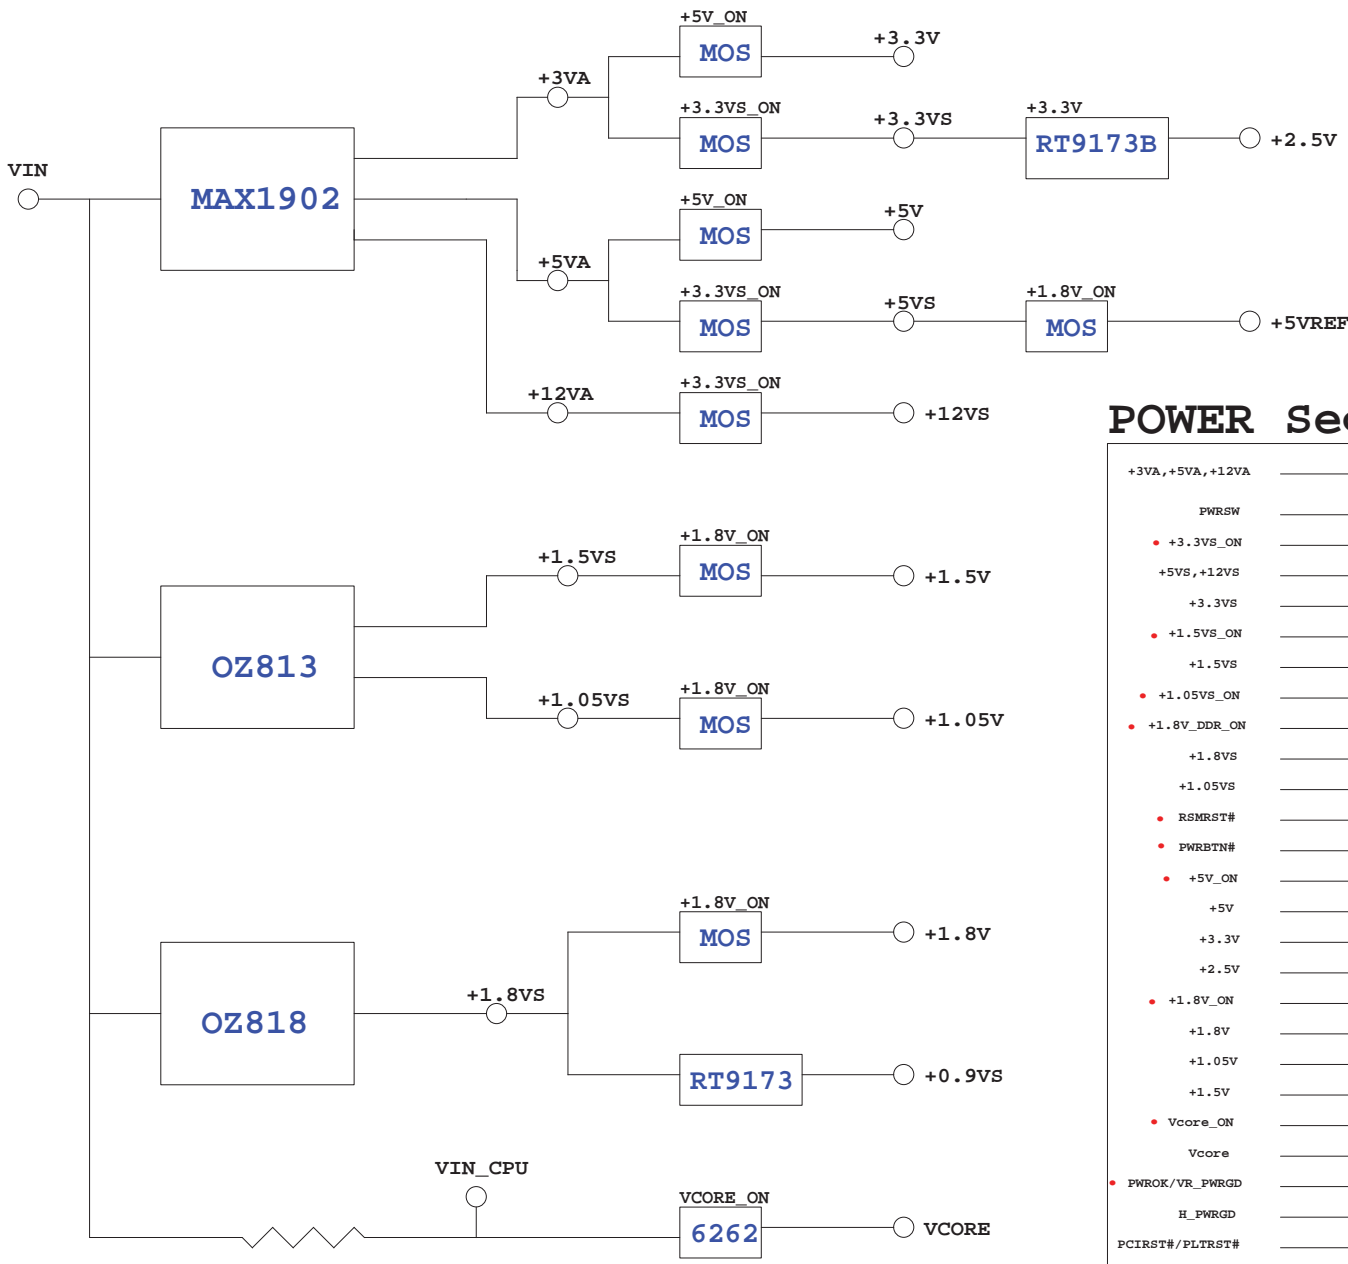 +5V_ON
MOS
+3.3V
+3VA
+3.3VS_ON
MOS
+3.3VS
+3.3V
RT9173B
+2.5V
VIN
MAX1902
+5V_ON
MOS
+5V
+5VA
+3.3VS_ON
MOS
+5VS
+1.8V_ON
MOS
+5VREF
+12VA
+3.3VS_ON
MOS
+12VS
+1.5VS
+1.8V_ON
MOS
+1.5V
OZ813
+1.05VS
+1.8V_ON
MOS
+1.05V
+1.8V_ON
MOS
+1.8V
+1.8VS
OZ818
RT9173
+0.9VS
VIN_CPU
VCORE_ON
6262
VCORE
POWER
+3VA,+5VA,+12VA
PWRSW
+3.3VS_ON
+5VS,+12VS
+3.3VS
+1.5VS_ON
+1.5VS
+1.05VS_ON
+1.8V_DDR_ON
+1.8VS
+1.05VS
RSMRST#
PWRBTN#
+5V_ON
+5V
+3.3V
+2.5V
+1.8V_ON
+1.8V
+1.05V
+1.5V
Vcore_ON
Vcore
PWROK/VR_PWRGD
H_PWRGD
PCIRST#/PLTRST#